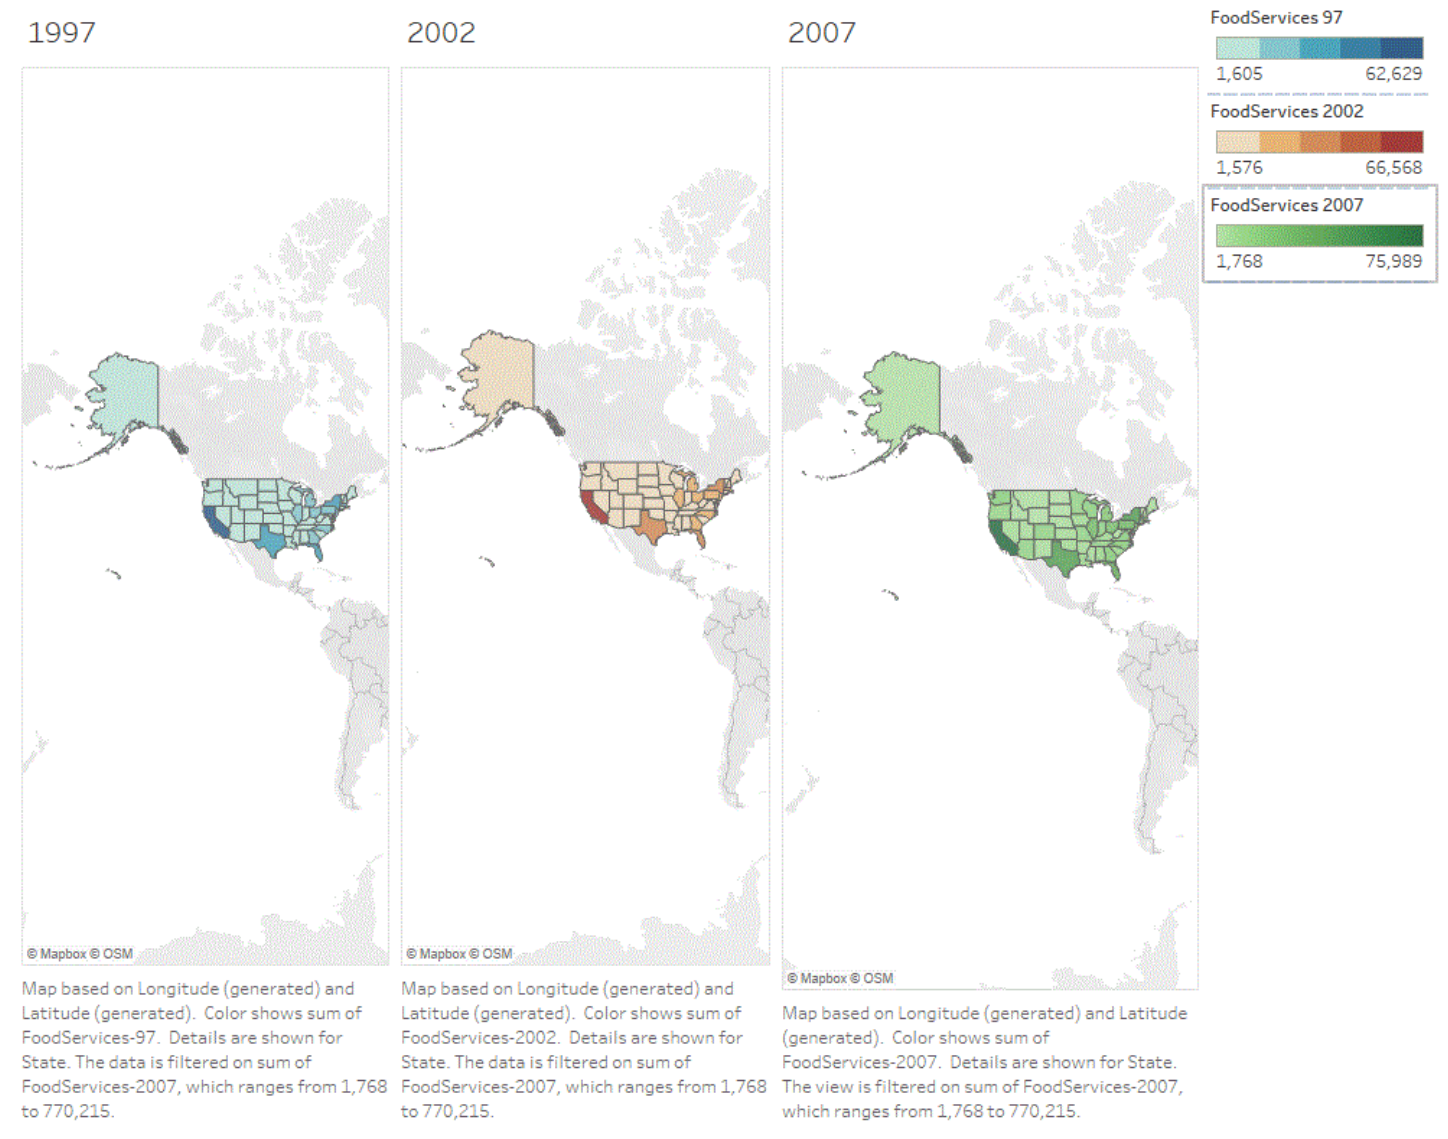 1997
2002
2007
FoodServices 97
1,605 62,629
FoodServices 2002
1,576 66,568
FoodServices 2007
1,768 75,989
© Mapbox © OSM
© Mapbox © OSM
© Mapbox © OSM
Map based on Longitude (generated) and
Latitude (generated). Color shows sum of
FoodServices-97. Details are shown for
State. The data is filtered on sum of
FoodServices-2007, which ranges from 1,768
to 770,215.
Map based on Longitude (generated) and
Latitude (generated). Color shows sum of
FoodServices-2002. Details are shown for
State. The data is filtered on sum of
FoodServices-2007, which ranges from 1,768
to 770,215.
Map based on Longitude (generated) and Latitude
(generated). Color shows sum of
FoodServices-2007. Details are shown for State.
The view is filtered on sum of FoodServices-2007,
which ranges from 1,768 to 770,215.